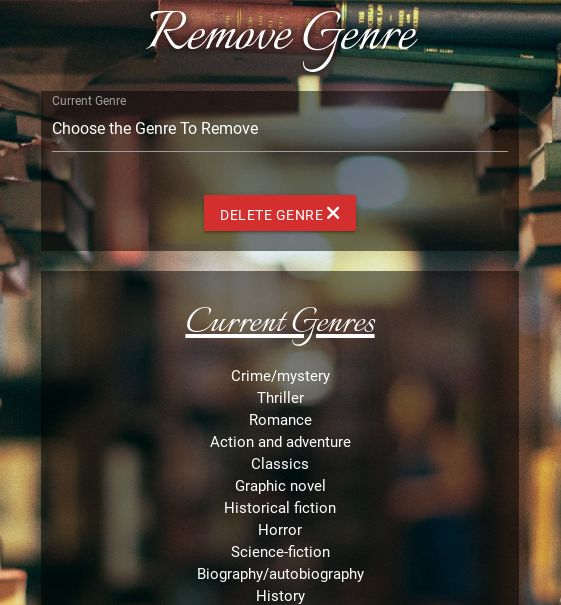 Remove Genre
Current Genre
Choose the Genre To Remove
DELETE GENRE
Current Genres
Crime/mystery
Thriller
Romance
Action and adventure
Classics
Graphic novel
Historical fiction
Horror
Science-fiction
Biography/autobiography
History